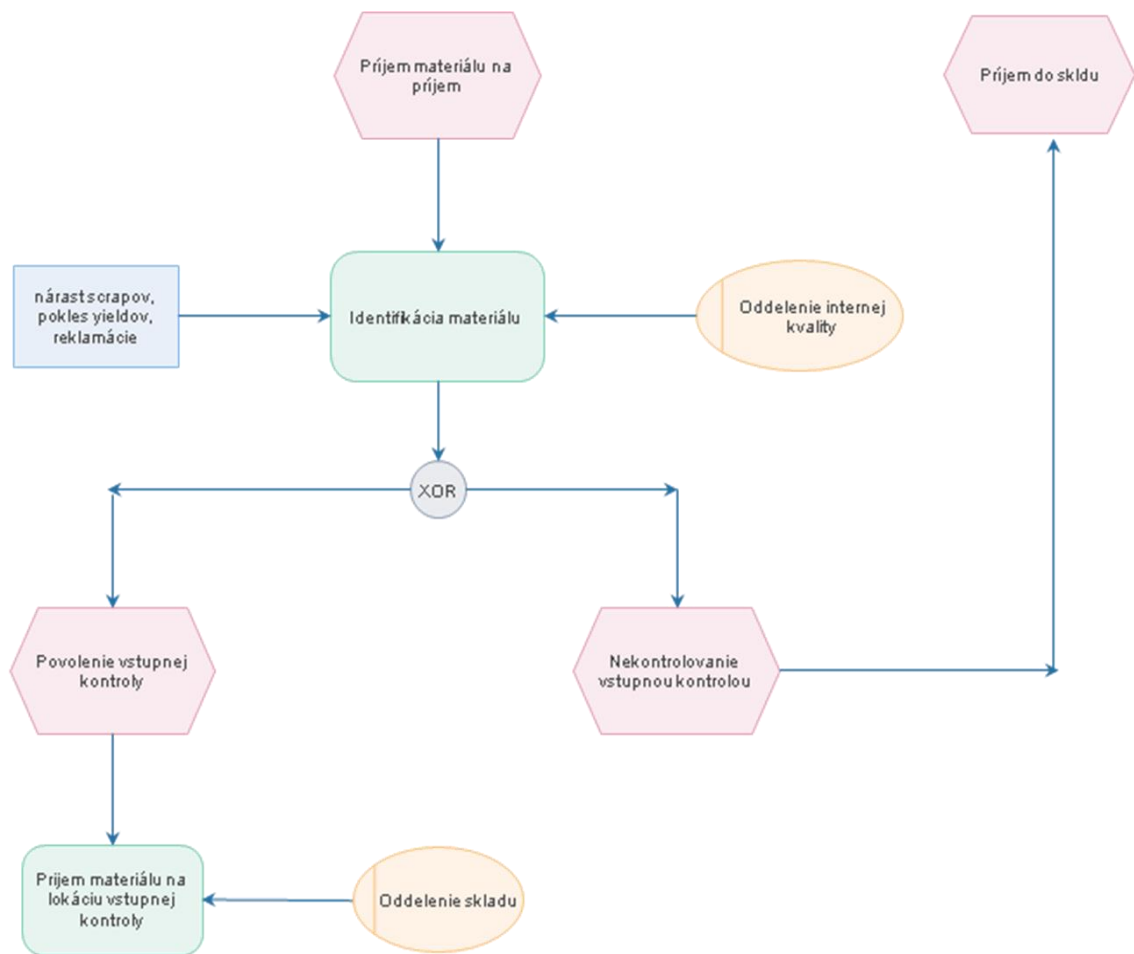 Príjem materiálu na
príjem
Príjem do skldu
nárast scrapov,
pokles yieldov,
reklamácie
Identifikácia materiálu
Oddelenie internej
kvality
XOR
Povolenie vstupnej
kontroly
Nekontrolovanie
vstupnou kontrolou
Prijem materiálu na
lokáciu vstupnej
kontroly
Oddelenie skladu